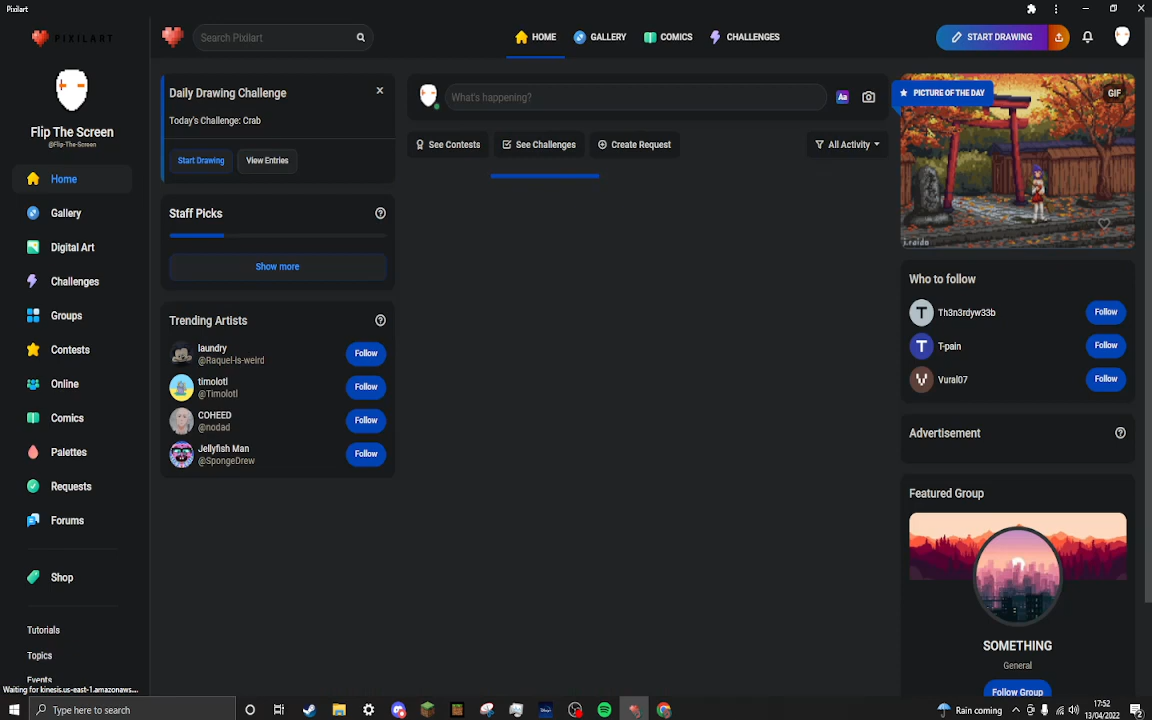 Pixilart
PIXILART
Search Pixilart
HOME
GALLERY
COMICS
CHALLENGES
START DRAWING
Flip The Screen
@Flip-The-Screen
Home
Gallery
Digital Art
Challenges
Groups
Contests
Online
Comics
Palettes
Requests
Forums
Shop
Tutorials
Topics
Events
Waiting for kinesis.us-east-1.amazonaws....
Daily Drawing Challenge
Today's Challenge: Crab
Start Drawing
View Entries
Staff Picks
Show more
Trending Artists
laundry
@Raquel-is-weird
Follow
timolotl
@Timolotl
Follow
COHEED
@nodad
Follow
Jellyfish Man
@SpongeDrew
Follow
What's happening?
Aa
See Contests
See Challenges
Create Request
All Activity
PICTURE OF THE DAY
GIF
j.raido
Who to follow
T
Th3n3rdyw33b
Follow
T
T-pain
Follow
V
Vural07
Follow
Advertisement
Featured Group
SOMETHING
General
Follow Group
Type here to search
Rain coming
17:52
13/04/2022
2